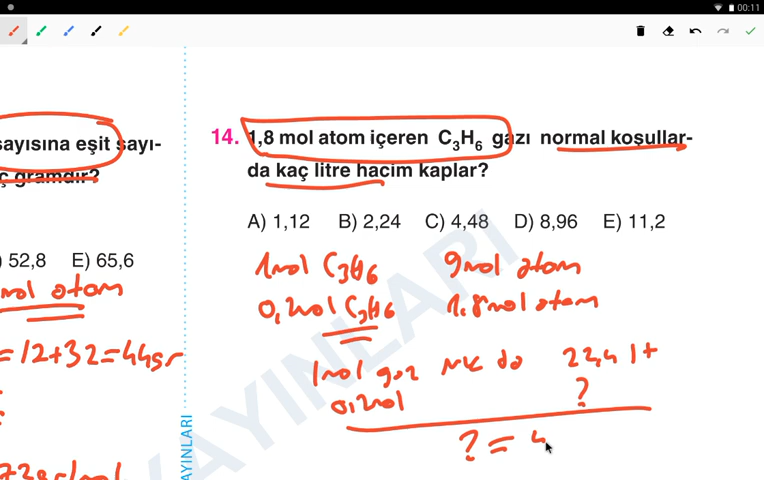 00:11
sayısına eşit sayı-
ç gramdır?
52,8 E) 65,6
mol atom
= 12+32=44gr
14. 1,8 mol atom içeren C₃H₆ gazı normal koşullar-
da kaç litre hacim kaplar?
A) 1,12 B) 2,24 C) 4,48 D) 8,96 E) 11,2
1mol C₃H₆ 9mol atom
0,2mol C₃H₆ 1,8mol atom
1mol gaz NK da 22,4 lt
0,2mol ?
? = 4
YAYINLARI
YAYINLARI